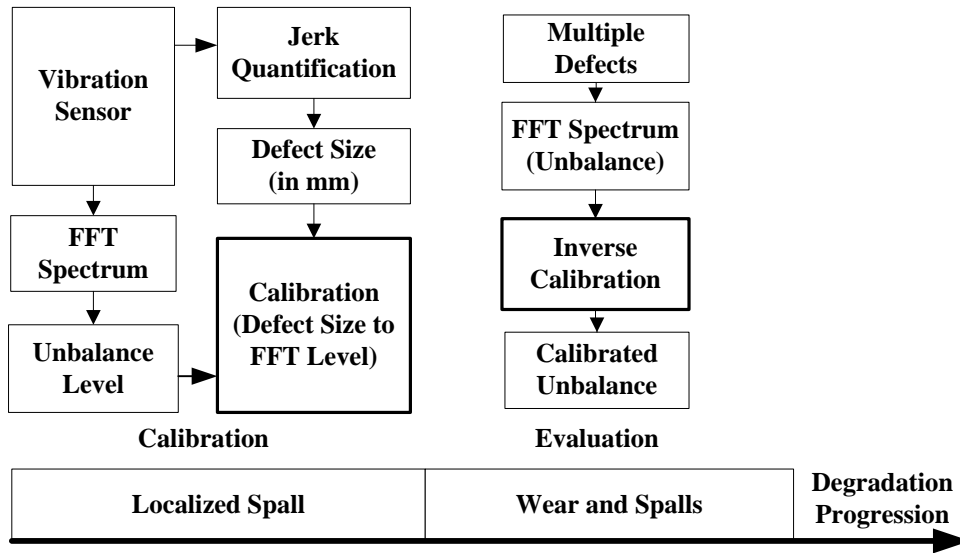 Vibration
Sensor
Jerk
Quantification
Defect Size
(in mm)
FFT
Spectrum
Unbalance
Level
Calibration
(Defect Size to
FFT Level)
Calibration
Multiple
Defects
FFT Spectrum
(Unbalance)
Inverse
Calibration
Calibrated
Unbalance
Evaluation
Localized Spall
Wear and Spalls
Degradation
Progression